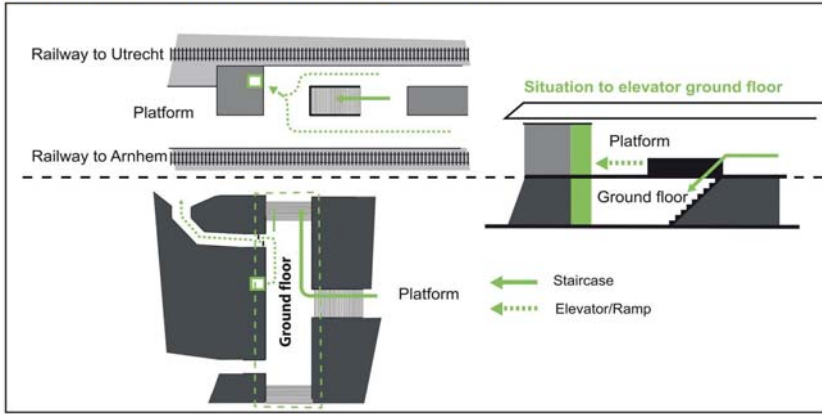 Railway to Utrecht
Platform
Railway to Arnhem
Ground floor
Platform
Situation to elevator ground floor
Platform
Ground floor
Staircase
Elevator/Ramp